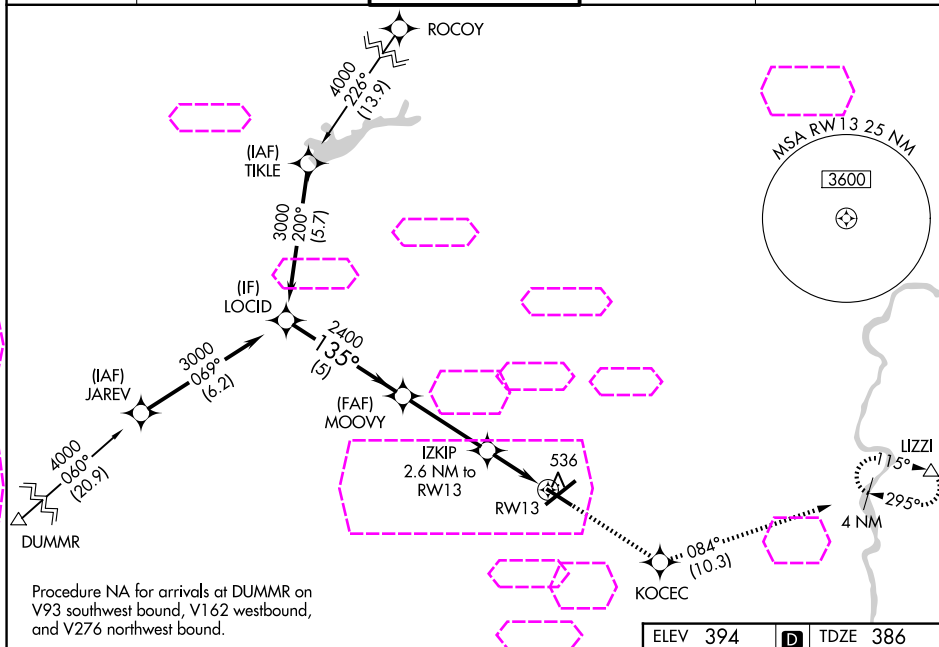 ROCOY
4000
226°
(13.9)
(IAF)
TIKLE
MSA RW13 25 NM
3600
3000
200°
(5.7)
(IF)
LOCID
2400
135°
(5)
3000
069°
(6.2)
(IAF)
JAREV
(FAF)
MOOVY
4000
060°
(20.9)
DUMMR
IZKIP
2.6 NM to
RW13
536
RW13
LIZZI
115°
295°
4 NM
084°
(10.3)
KOCEC
Procedure NA for arrivals at DUMMR on
V93 southwest bound, V162 westbound,
and V276 northwest bound.
ELEV 394 D TDZE 386